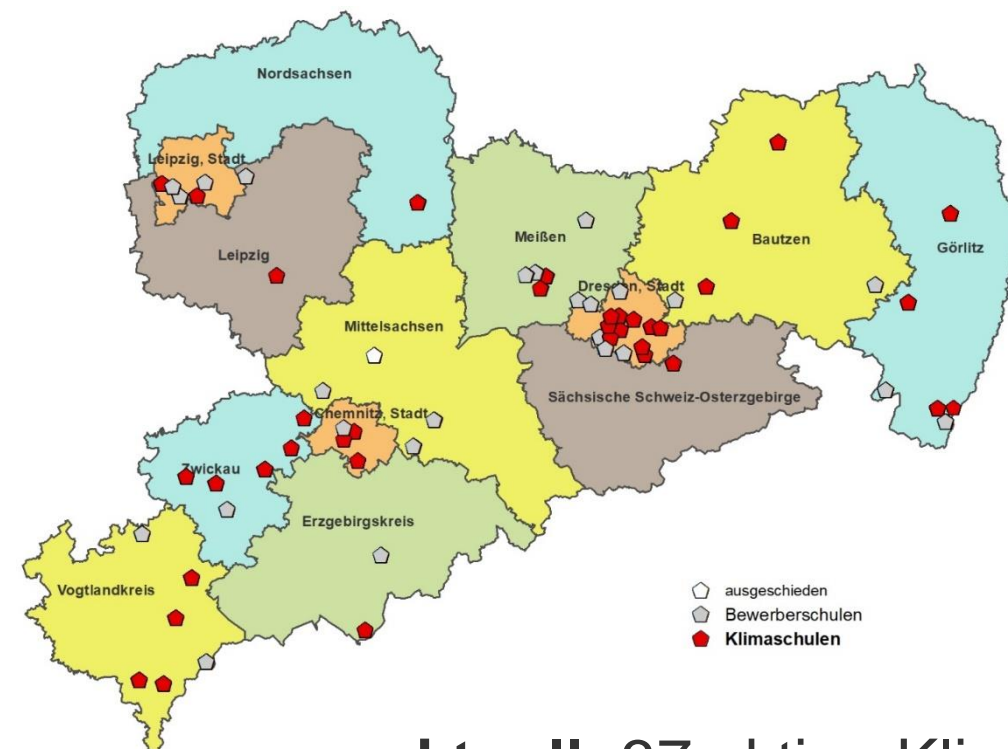 Nordsachsen
Leipzig, Stadt
Leipzig
Meißen
Bautzen
Görlitz
Dresden, Stadt
Mittelsachsen
Sächsische Schweiz-Osterzgebirge
Chemnitz, Stadt
Zwickau
Erzgebirgskreis
Vogtlandkreis
ausgeschieden
Bewerberschulen
Klimaschulen